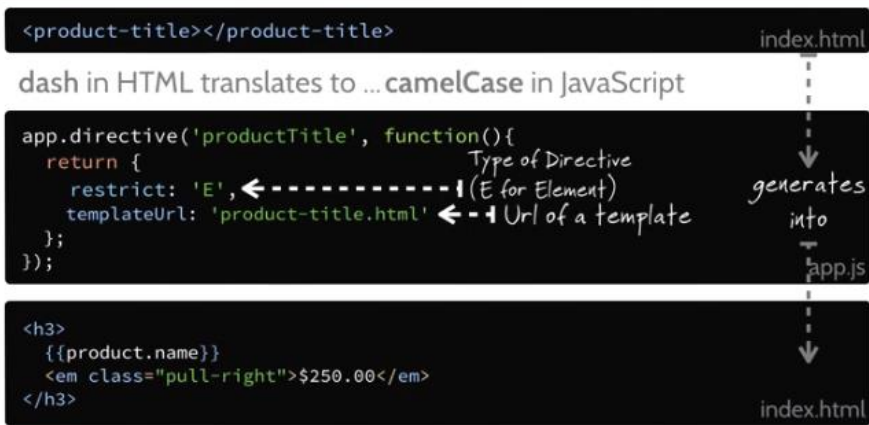 <product-title></product-title>
index.html
dash in HTML translates to ... camelCase in JavaScript
app.directive('productTitle', function(){
return {
Type of Directive
restrict: 'E',
(E for Element)
templateUrl: 'product-title.html'
Url of a template
};
});
generates
into
app.js
<h3>
{{product.name}}
<em class="pull-right">$250.00</em>
</h3>
index.html